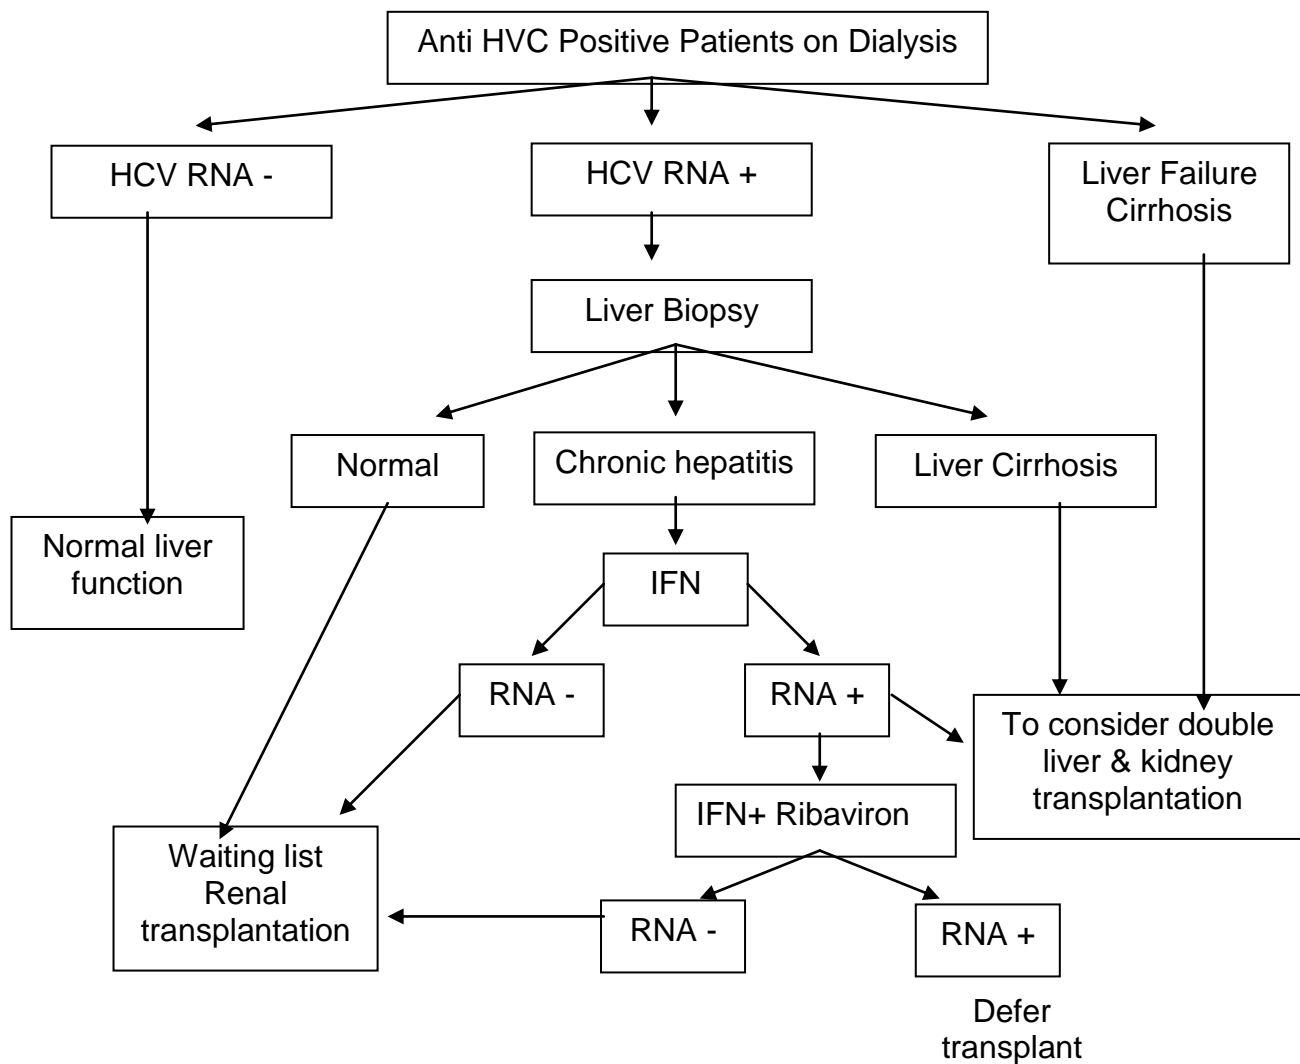 Anti HVC Positive Patients on Dialysis
HCV RNA -
HCV RNA +
Liver Failure
Cirrhosis
Liver Biopsy
Normal
Chronic hepatitis
Liver Cirrhosis
Normal liver
function
IFN
RNA -
RNA +
To consider double
liver & kidney
transplantation
IFN+ Ribaviron
Waiting list
Renal
transplantation
RNA -
RNA +
Defer
transplant